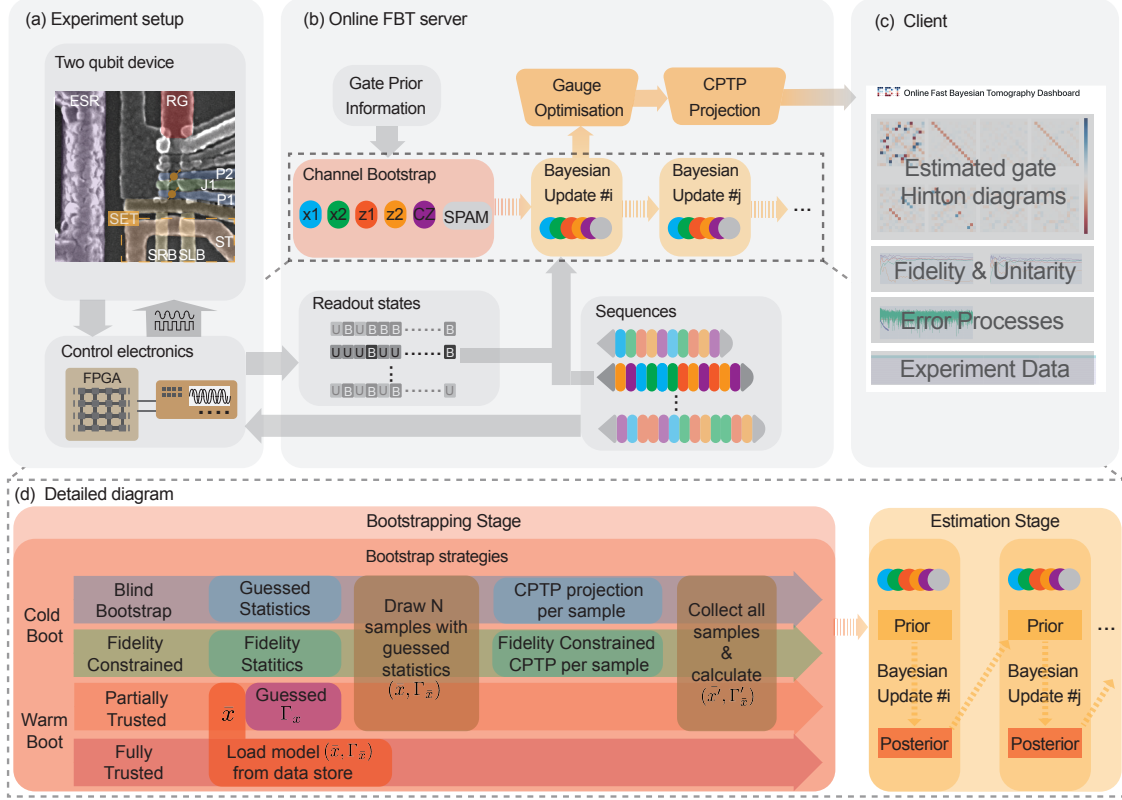 (a) Experiment setup
Two qubit device
ESR
RG
P2
J1
P1
SET
ST
SRB SLB
Control electronics
FPGA
(b) Online FBT server
Gate Prior
Information
Gauge
Optimisation
CPTP
Projection
Channel Bootstrap
x1 x2 z1 z2 CZ SPAM
Bayesian
Update #i
Bayesian
Update #j
...
Readout states
UBUBBB······B
UUUBUU······B
UBUBB······U
Sequences
(c) Client
FBT Online Fast Bayesian Tomography Dashboard
Estimated gate
Hinton diagrams
Fidelity & Unitarity
Error Processes
Experiment Data
(d) Detailed diagram
Bootstrapping Stage
Bootstrap strategies
Cold
Boot
Warm
Boot
Blind
Bootstrap
Guessed
Statistics
Fidelity
Constrained
Fidelity
Statitics
Partially
Trusted
x̄
Guessed
Γₓ
Fully
Trusted
Load model (x̄, Γ_x̄)
from data store
Draw N
samples with
guessed
statistics
(x, Γ_x̄)
CPTP projection
per sample
Fidelity Constrained
CPTP per sample
Collect all
samples
&
calculate
(x̄′, Γ′_x̄)
Estimation Stage
Prior
Bayesian
Update #i
Posterior
Prior
Bayesian
Update #j
Posterior
...